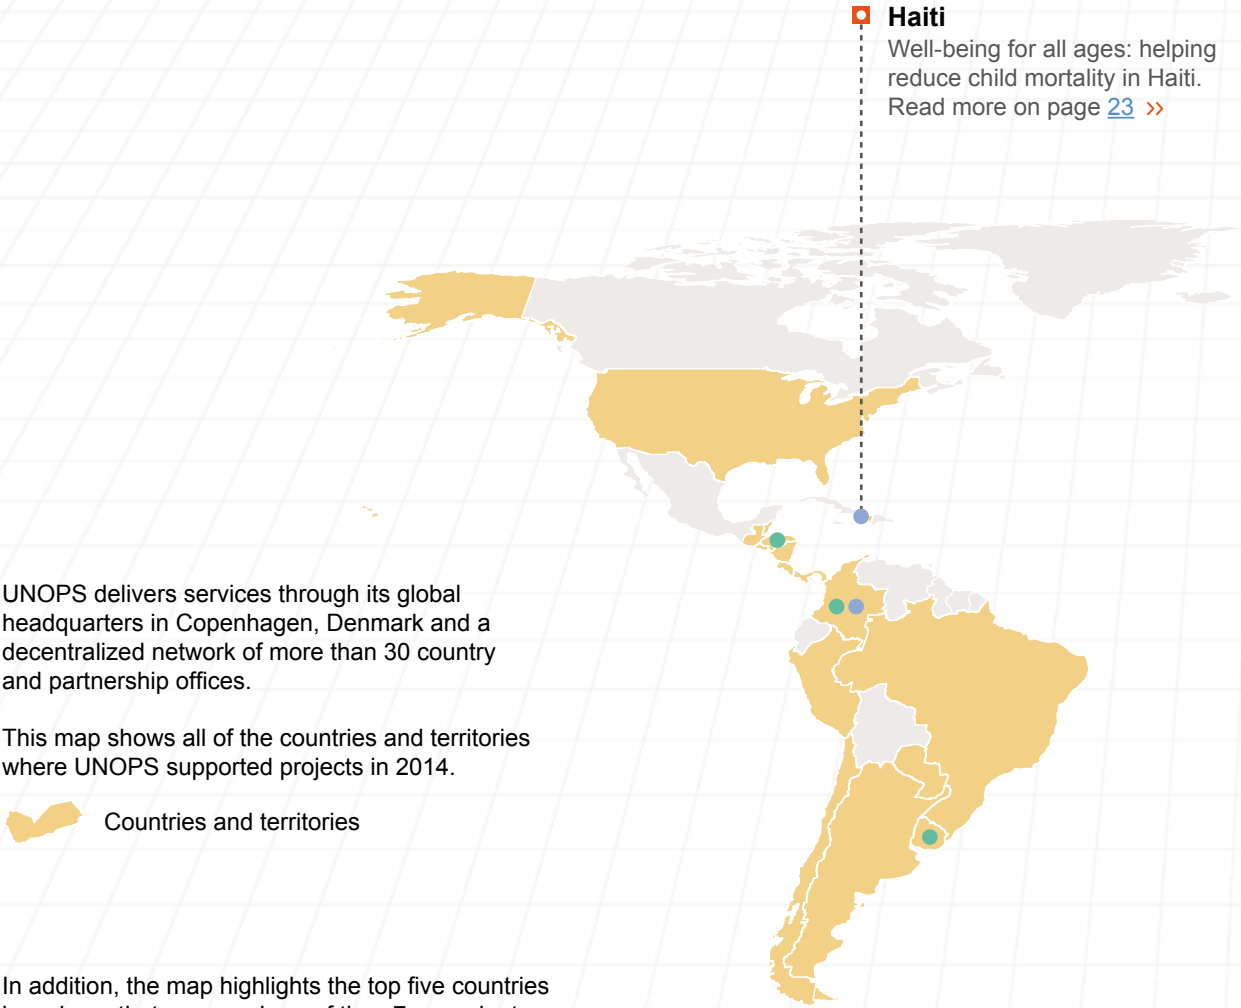 Haiti
Well-being for all ages: helping
reduce child mortality in Haiti.
Read more on page 23 >>
UNOPS delivers services through its global
headquarters in Copenhagen, Denmark and a
decentralized network of more than 30 country
and partnership offices.
This map shows all of the countries and territories
where UNOPS supported projects in 2014.
Countries and territories
In addition, the map highlights the top five countries